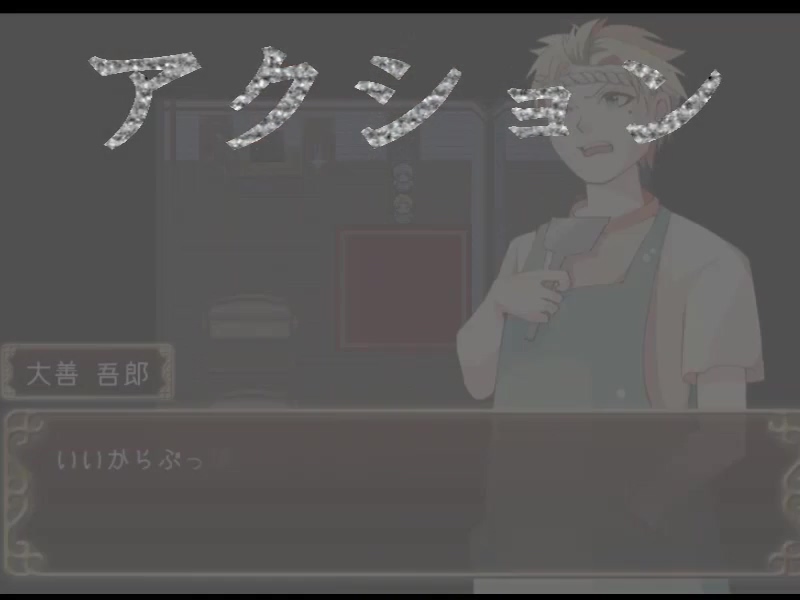 アクション
大善 吾郎
いいからぶっ